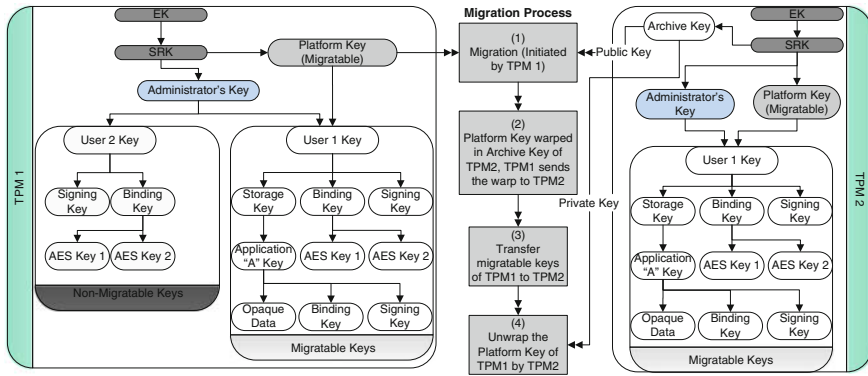 TPM 1
EK
SRK
Platform Key
(Migratable)
Administrator's Key
User 2 Key
Signing
Key
Binding
Key
AES Key 1
AES Key 2
Non-Migratable Keys
User 1 Key
Storage
Key
Binding
Key
Signing
Key
Application
"A" Key
AES Key 1
AES Key 2
Opaque
Data
Binding
Key
Signing
Key
Migratable Keys
Migration Process
(1)
Migration (Initiated
by TPM 1)
(2)
Platform Key warped
in Archive Key of
TPM2, TPM1 sends
the warp to TPM2
(3)
Transfer
migratable keys
of TPM1 to TPM2
(4)
Unwrap the
Platform Key of
TPM1 by TPM2
Public Key
Private Key
Archive Key
EK
SRK
Administrator's
Key
Platform Key
(Migratable)
User 1 Key
Storage
Key
Binding
Key
Signing
Key
Application
"A" Key
AES Key 1
AES Key 2
Opaque
Data
Binding
Key
Signing
Key
Migratable Keys
TPM 2